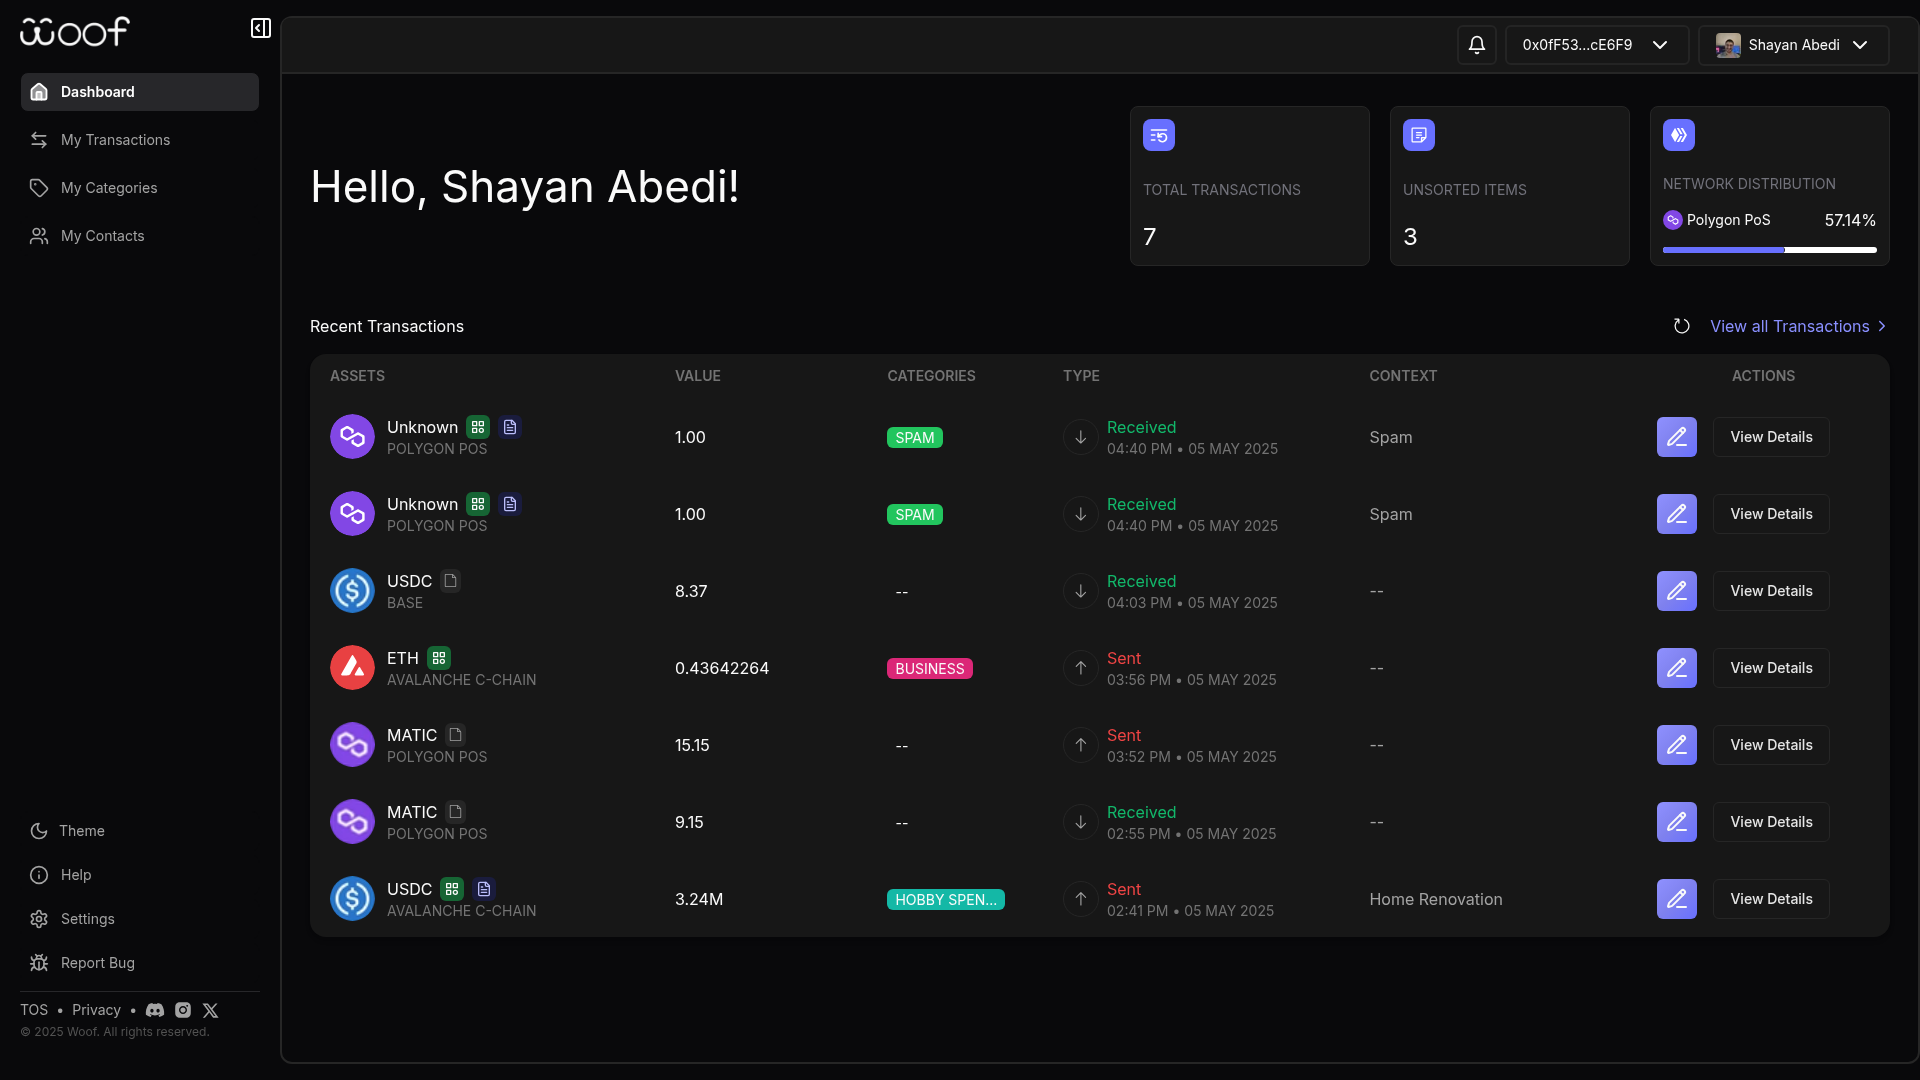 woof
Dashboard
My Transactions
My Categories
My Contacts
Theme
Help
Settings
Report Bug
TOS • Privacy •
© 2025 Woof. All rights reserved.
0x0fF53...cE6F9
Shayan Abedi
Hello, Shayan Abedi!
TOTAL TRANSACTIONS
7
UNSORTED ITEMS
3
NETWORK DISTRIBUTION
Polygon PoS 57.14%
Recent Transactions
View all Transactions
ASSETS VALUE CATEGORIES TYPE CONTEXT ACTIONS
Unknown
POLYGON POS
1.00
SPAM
Received
04:40 PM • 05 MAY 2025
Spam
View Details
Unknown
POLYGON POS
1.00
SPAM
Received
04:40 PM • 05 MAY 2025
Spam
View Details
USDC
BASE
8.37
--
Received
04:03 PM • 05 MAY 2025
--
View Details
ETH
AVALANCHE C-CHAIN
0.43642264
BUSINESS
Sent
03:56 PM • 05 MAY 2025
--
View Details
MATIC
POLYGON POS
15.15
--
Sent
03:52 PM • 05 MAY 2025
--
View Details
MATIC
POLYGON POS
9.15
--
Received
02:55 PM • 05 MAY 2025
--
View Details
USDC
AVALANCHE C-CHAIN
3.24M
HOBBY SPEN...
Sent
02:41 PM • 05 MAY 2025
Home Renovation
View Details